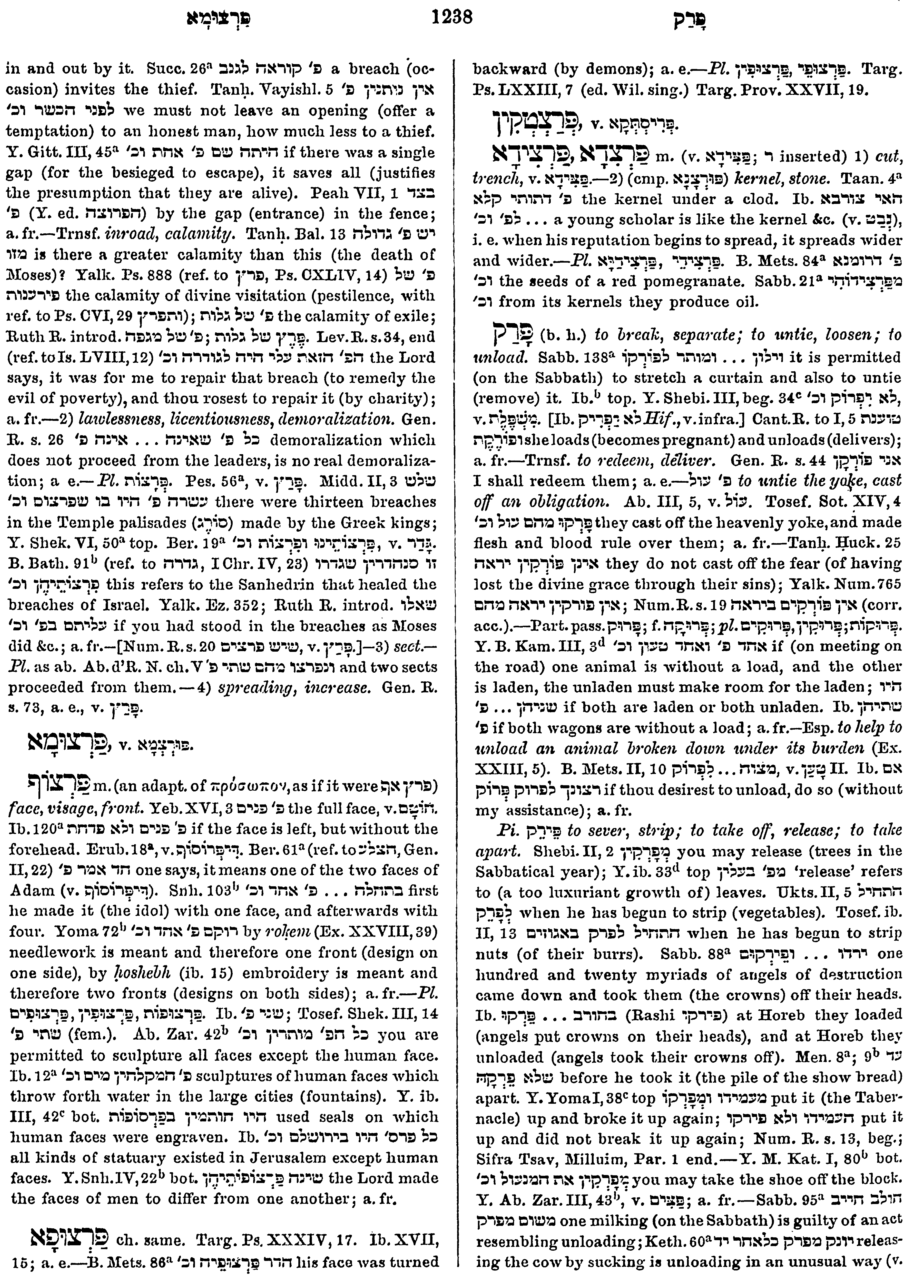 פַּרְצוּמָא
1238
פָּרַק
in and out by it. Succ. 26ª פ' קוראה לגנב a breach (oc-
casion) invites the thief. Tanḥ. Vayishl. 5 אין נותנין פ'
לפני הכשר וכ' we must not leave an opening (offer a
temptation) to an honest man, how much less to a thief.
Y. Gitt. III, 45ª היתה שם פ' אחת וכ' if there was a single
gap (for the besieged to escape), it saves all (justifies
the presumption that they are alive). Peah VII, 1 בצד
פ' (Y. ed. הפרוצה) by the gap (entrance) in the fence;
a. fr.—Trnsf. inroad, calamity. Tanḥ. Bal. 13 יש פ' גדולה
מזו is there a greater calamity than this (the death of
Moses)? Yalk. Ps. 888 (ref. to פרץ, Ps. CXLIV, 14) פ' של
פירענות the calamity of divine visitation (pestilence, with
ref. to Ps. CVI, 29 ותפרץ); פ' של גלות the calamity of exile;
Ruth R. introd. פ' של מגפה; פֶּרֶץ של גלות. Lev. R. s. 34, end
(ref. to Is. LVIII, 12) הפ' הזאת עלי היה לגודרה וכ' the Lord
says, it was for me to repair that breach (to remedy the
evil of poverty), and thou rosest to repair it (by charity);
a. fr.—2) lawlessness, licentiousness, demoralization. Gen.
R. s. 26 כל פ' שאינה ... אינה פ' demoralization which
does not proceed from the leaders, is no real demoraliza-
tion; a e.—Pl. פְּרָצוֹת. Pes. 56ª, v. פָּרַץ. Midd. II, 3 שלש
עשרה פ' היו בו שפרצום וכ' there were thirteen breaches
in the Temple palisades (סוֹרֵג) made by the Greek kings;
Y. Shek. VI, 50ª top. Ber. 19ª פִּרְצוֹתֵינוּ ופִרְצוֹת וכ', v. גָּדַר.
B. Bath. 91ᵇ (ref. to גדרה, I Chr. IV, 23) זו סנהדרין שגדרו
פִּרְצוֹתֵיהֶן וכ' this refers to the Sanhedrin that healed the
breaches of Israel. Yalk. Ez. 352; Ruth R. introd. שאלו
עליתם בפ' וכ' if you had stood in the breaches as Moses
did &c.; a. fr.—[Num. R. s. 20 שיש פרצים, v. פֶּרֶץ.]—3) sect.—
Pl. as ab. Ab. d'R. N. ch. V ונפרצו מהם שתי פ' and two sects
proceeded from them.—4) spreading, increase. Gen. R.
s. 73, a. e., v. פָּרַץ.
פַּרְצוּמָא, v. פּוּרְצְמָא.
פַּרְצוֹף m. (an adapt. of πρόσωπον, as if it were פרץ אף)
face, visage, front. Yeb. XVI, 3 פ' פנים the full face, v. חוֹטֶם.
Ib. 120ª פ' פנים ולא פדחת if the face is left, but without the
forehead. Erub. 18ª, v. דְּיִפְּרוֹסוֹף. Ber. 61ª (ref. to הצלע, Gen.
II, 22) חד אמר פ' one says, it means one of the two faces of
Adam (v. דְּיִפְּרוֹסוֹף). Snh. 103ᵇ בתחלה ... פ' אחד וכ' first
he made it (the idol) with one face, and afterwards with
four. Yoma 72ᵇ רוקם פ' אחד וכ' by roḳem (Ex. XXVIII, 39)
needlework is meant and therefore one front (design on
one side), by ḥoshebh (ib. 15) embroidery is meant and
therefore two fronts (designs on both sides); a. fr.—Pl.
פַּרְצוּפוֹת, פַּרְצוּפִין, פַּרְצוּפִים. Ib. שני פ'; Tosef. Shek. III, 14
שתי פ' (fem.). Ab. Zar. 42ᵇ כל הפ' מותרין וכ' you are
permitted to sculpture all faces except the human face.
Ib. 12ª פ' המקלחין מים וכ' sculptures of human faces which
throw forth water in the large cities (fountains). Y. ib.
III, 42ᶜ bot. היו חותמין בפַרְסוֹפוֹת used seals on which
human faces were engraven. Ib. כל פרס' היו בירושלם וכ'
all kinds of statuary existed in Jerusalem except human
faces. Y. Snh. IV, 22ᵇ bot. שינה פַּרְצוֹפֵיהֶן the Lord made
the faces of men to differ from one another; a. fr.
פַּרְצוּפָא ch. same. Targ. Ps. XXXIV, 17. Ib. XVII,
15; a. e.—B. Mets. 86ª הדר פַּרְצוּפֵיה וכ' his face was turned
backward (by demons); a. e.—Pl. פַּרְצוּפֵי, פַּרְצוּפִין. Targ.
Ps. LXXIII, 7 (ed. Wil. sing.) Targ. Prov. XXVII, 19.
פְּרַצְטְקִין, v. פְּרִיסְתְּקָא.
פַּרְצְדָא, פַּרְצִידָא m. (v. פְּצִידָא; ר inserted) 1) cut,
trench, v. פְּצִידָא.—2) (cmp. פּוּרְצְנָא) kernel, stone. Taan. 4ª
האי צורבא ... לפ' וכ' a young scholar is like the kernel &c. (v. נָבַט),
i. e. when his reputation begins to spread, it spreads wider
and wider.—Pl. פַּרְצִידֵי, פַּרְצִידַיָּא. B. Mets. 84ª פ' דרומנא
וכ' the seeds of a red pomegranate. Sabb. 21ª מפַּרְצִידוֹהִי
וכ' from its kernels they produce oil.
פָּרַק (b. h.) to break, separate; to untie, loosen; to
unload. Sabb. 138ª וילון ... ומותר לפורקו it is permitted
(on the Sabbath) to stretch a curtain and also to untie
(remove) it. Ib.ᵇ top. Y. Shebi. III, beg. 34ᶜ לא יִפְרוֹק וכ',
v. מִשְׁפֶּלֶת. [Ib. לא יַפְרִיק Hif., v. infra.] Cant. R. to I, 5 טוענת
ופוֹרֶקֶת she loads (becomes pregnant) and unloads (delivers);
a. fr.—Trnsf. to redeem, deliver. Gen. R. s. 44 אני פוֹרְקָן
I shall redeem them; a. e.—פ' עול to untie the yoke, cast
off an obligation. Ab. III, 5, v. עוֹל. Tosef. Sot. XIV, 4
פָּרְקוּ מהם עול וכ' they cast off the heavenly yoke, and made
flesh and blood rule over them; a. fr.—Tanḥ. Huck. 25
אינן פוֹרְקִין יראה they do not cast off the fear (of having
lost the divine grace through their sins); Yalk. Num. 765
אין פורקין יראה מהם; Num. R. s. 19 אין פוֹרְקִים ביראה (corr.
acc.).—Part. pass. פָּרוּק; f. פְּרוּקָה; pl. פְּרוּקִים, פְּרוּקִין; פְּרוּקוֹת.
Y. B. Kam. III, 3ᵈ אחד פ' ואחד טעון וכ' if (on meeting on
the road) one animal is without a load, and the other
is laden, the unladen must make room for the laden; היו
שניהן ... פ' if both are laden or both unladen. Ib. שתיהן
פ' if both wagons are without a load; a. fr.—Esp. to help to
unload an animal broken down under its burden (Ex.
XXIII, 5). B. Mets. II, 10 מצוה ... לִפְרוֹק, v. טָעַן II. Ib. אם
רצונך לפרוק פְּרוֹק if thou desirest to unload, do so (without
my assistance); a. fr.
Pi. פֵּירֵק to sever, strip; to take off, release; to take
apart. Shebi. II, 2 מְפָרְקִין you may release (trees in the
Sabbatical year); Y. ib. 33ᵈ top מפ' בעלין 'release' refers
to (a too luxuriant growth of) leaves. Ukts. II, 5 התחיל
לְפָרֵק when he has begun to strip (vegetables). Tosef. ib.
II, 13 התחיל לפרק באגוזים when he has begun to strip
nuts (of their burrs). Sabb. 88ª ירדו ... ופֵירְקוּם one
hundred and twenty myriads of angels of destruction
came down and took them (the crowns) off their heads.
Ib. בחורב ... פֵּרְקוּ (Rashi פירקי) at Horeb they loaded
(angels put crowns on their heads), and at Horeb they
unloaded (angels took their crowns off). Men. 8ª; 9ᵇ עד
שלא פֵּרְקָהּ before he took it (the pile of the show bread)
apart. Y. Yoma I, 38ᶜ top מעמידו וּמְפָרְקוֹ put it (the Taber-
nacle) up and broke it up again; העמידו ולא פירקו put it
up and did not break it up again; Num. R. s. 13, beg.;
Sifra Tsav, Milluim, Par. 1 end.—Y. M. Kat. I, 80ᵇ bot.
מְפָרְקִין את המנעול וכ' you may take the shoe off the block.
Y. Ab. Zar. III, 43ᵇ, v. פָּצִים; a. fr.—Sabb. 95ª הולב חייב
משום מפרק one milking (on the Sabbath) is guilty of an act
resembling unloading; Keth. 60ª יונק מפרק כלאחר יד releas-
ing the cow by sucking is unloading in an unusual way (v.